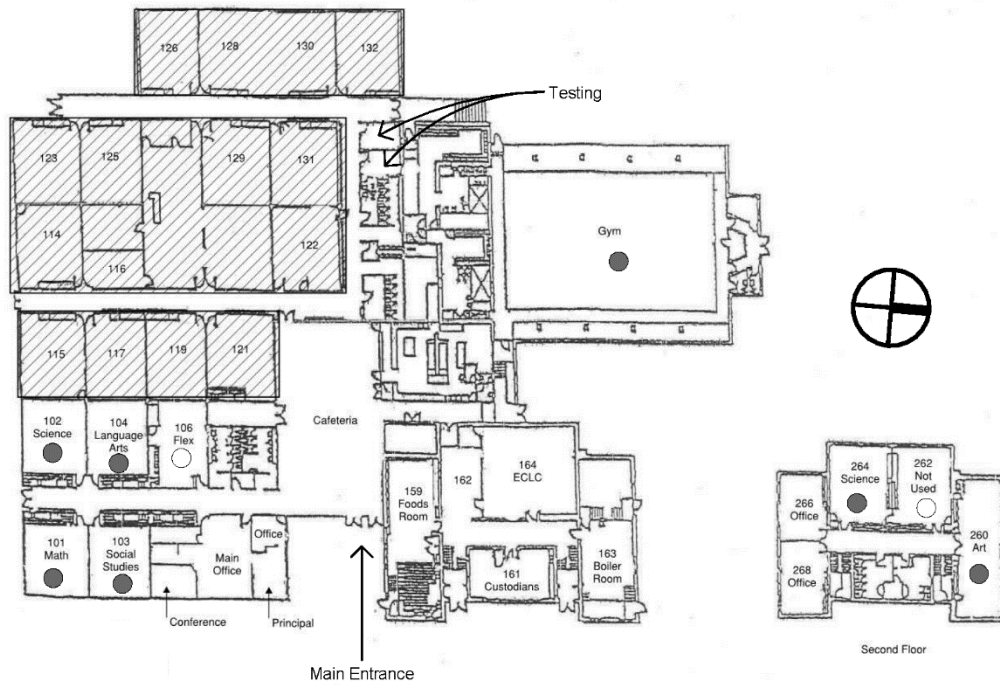 126
128
130
132
Testing
123
125
129
131
114
116
122
Gym
115
117
119
121
102
Science
104
Language
Arts
106
Flex
Cafeteria
159
Foods
Room
162
164
ECLC
101
Math
103
Social
Studies
Main
Office
Office
161
Custodians
163
Boiler
Room
Conference
Principal
Main Entrance
264
Science
262
Not
Used
266
Office
268
Office
260
Art
Second Floor